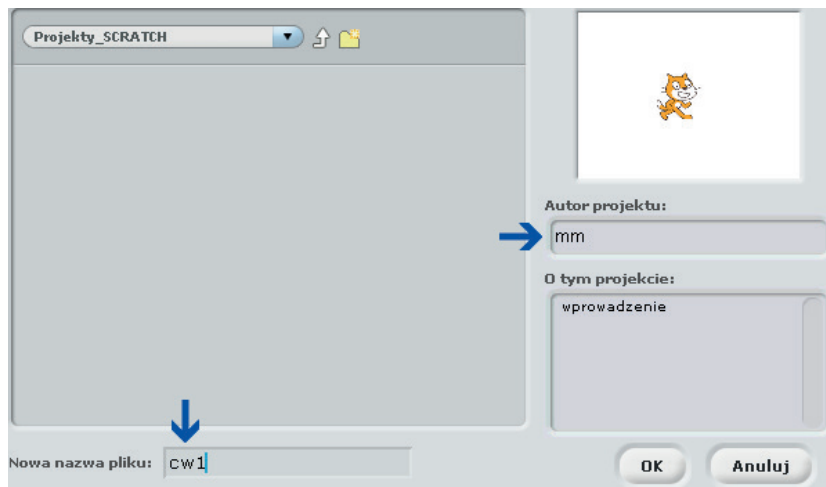 Projekty_SCRATCH
Autor projektu:
mm
O tym projekcie:
wprowadzenie
Nowa nazwa pliku: cw1
OK
Anuluj